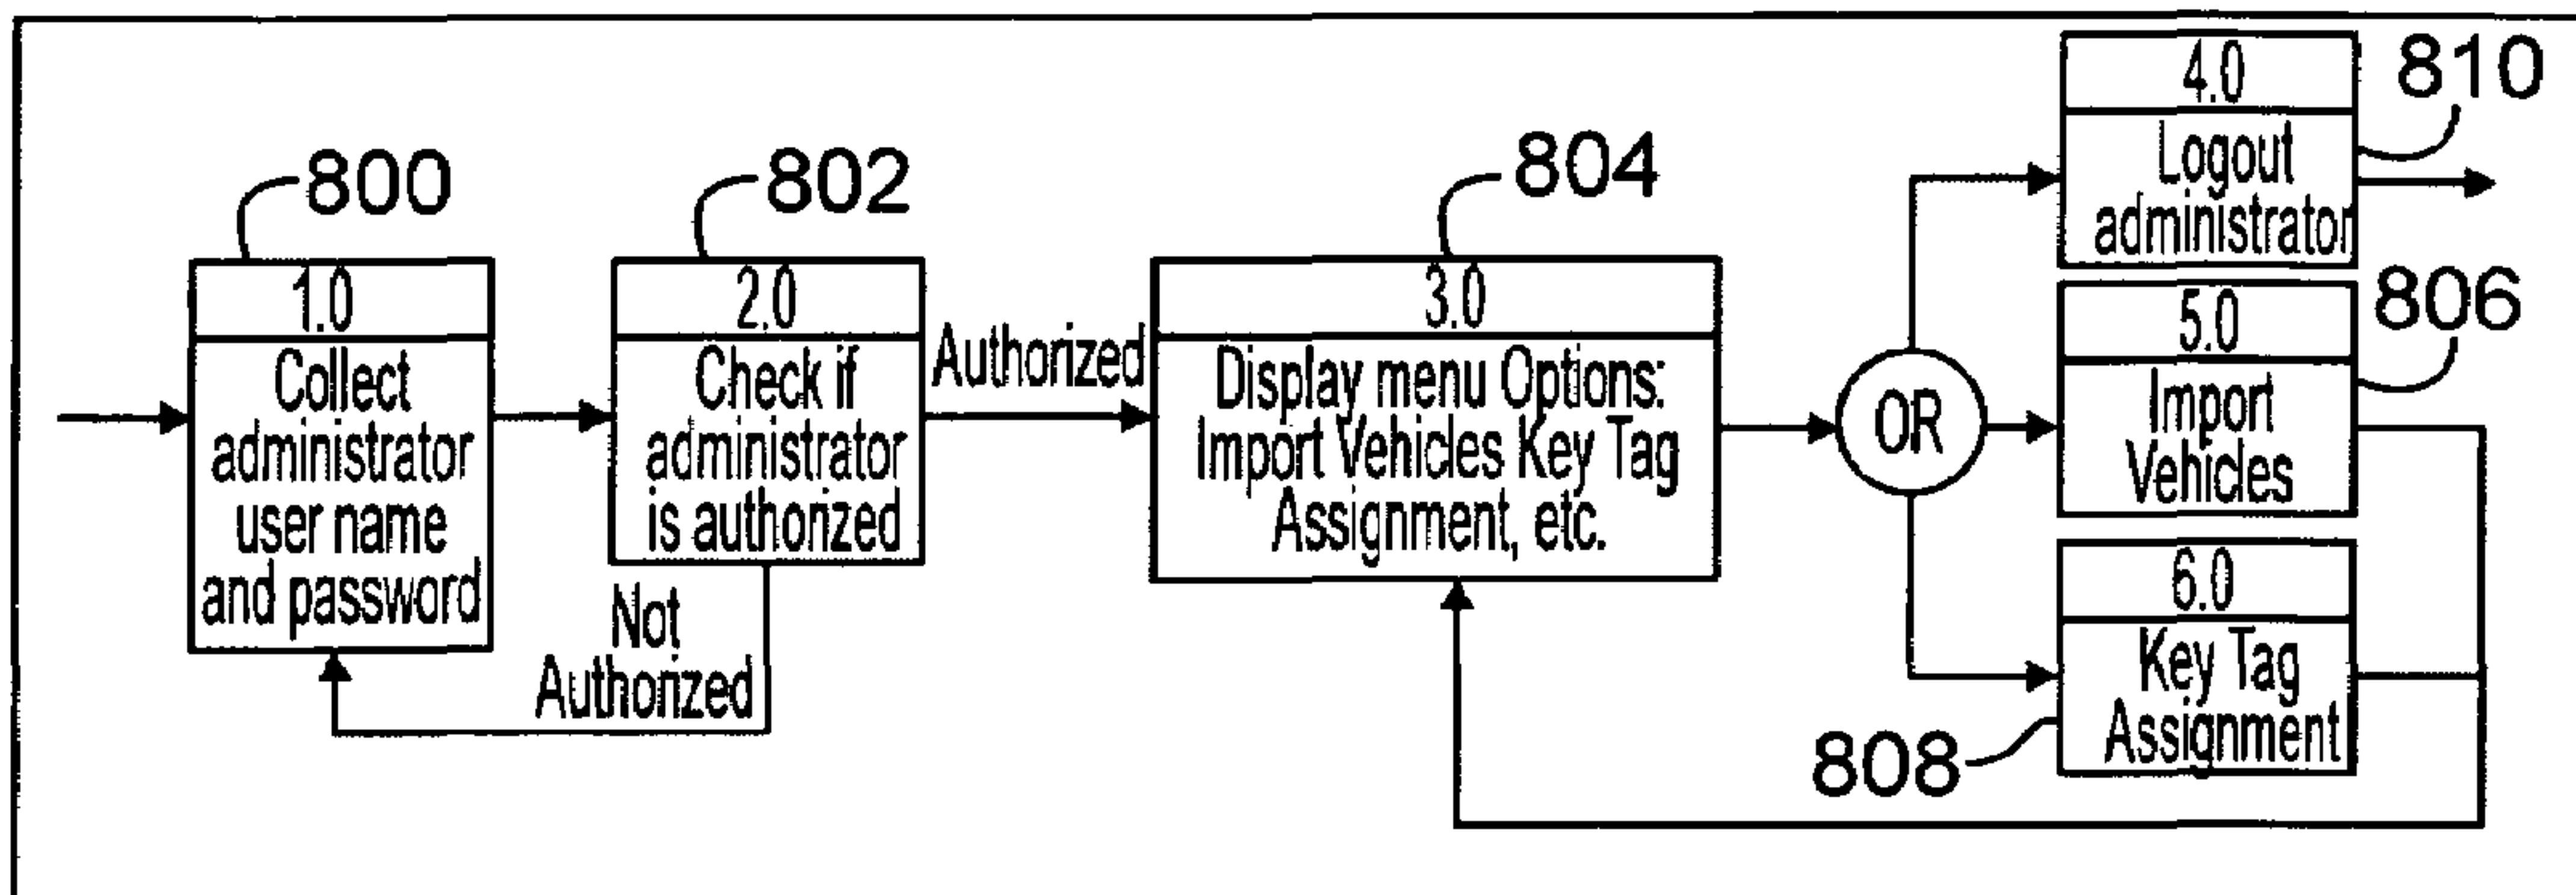 800
1.0
Collect
administrator
user name
and password
802
2.0
Check if
administrator
is authorized
Authorized
Not
Authorized
804
3.0
Display menu Options:
Import Vehicles Key Tag
Assignment, etc.
OR
810
4.0
Logout
administrator
806
5.0
Import
Vehicles
808
6.0
Key Tag
Assignment